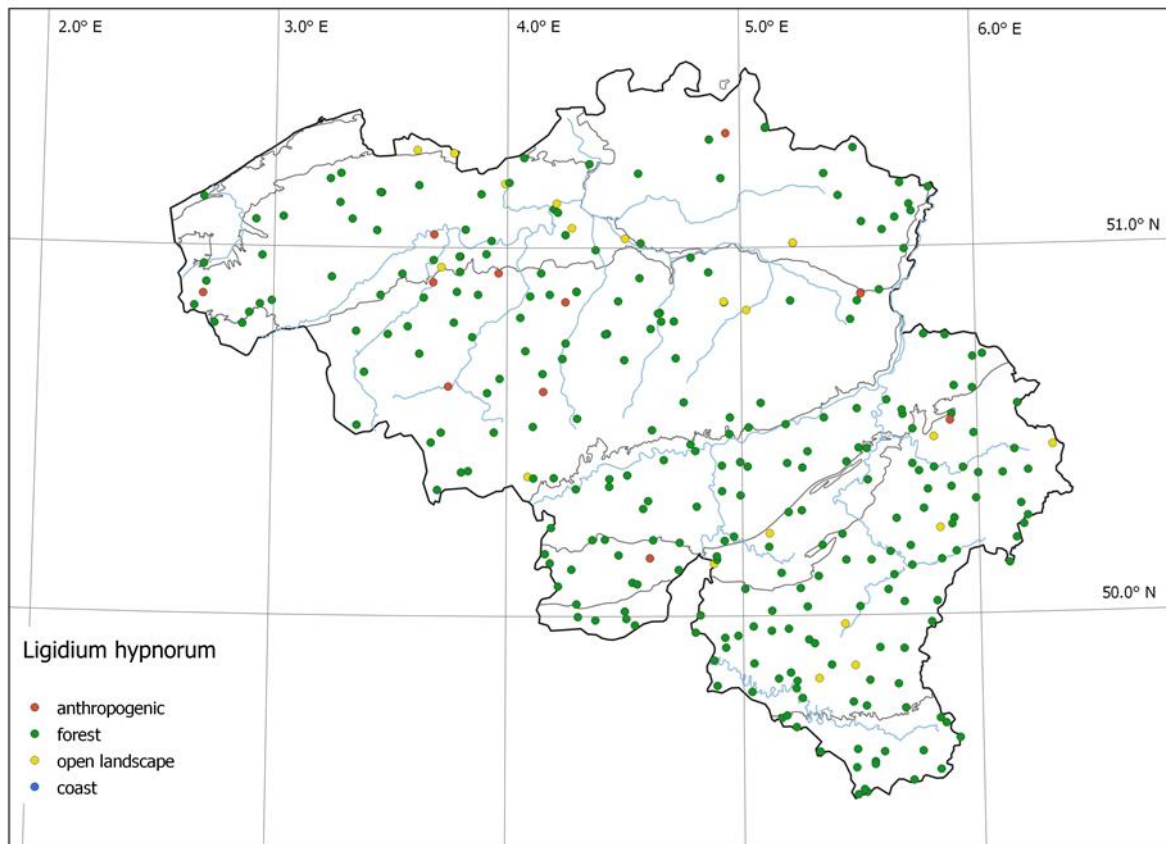 2.0° E
3.0° E
4.0° E
5.0° E
6.0° E
51.0° N
50.0° N
Ligidium hypnorum
anthropogenic
forest
open landscape
coast